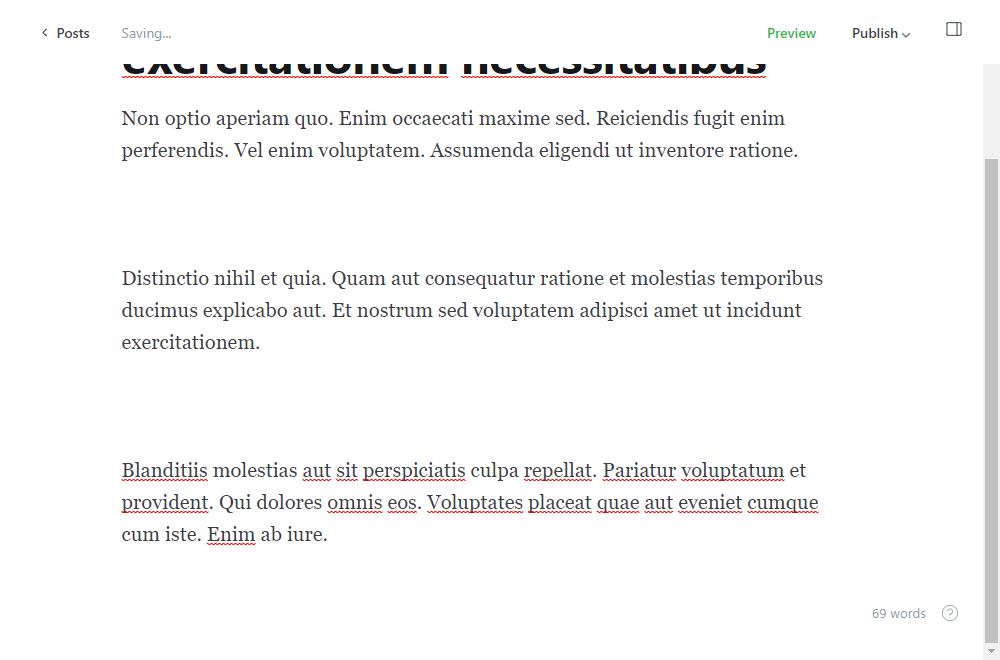 Posts
Saving...
Preview
Publish
exercitationem necessitatibus
Non optio aperiam quo. Enim occaecati maxime sed. Reiciendis fugit enim
perferendis. Vel enim voluptatem. Assumenda eligendi ut inventore ratione.
Distinctio nihil et quia. Quam aut consequatur ratione et molestias temporibus
ducimus explicabo aut. Et nostrum sed voluptatem adipisci amet ut incidunt
exercitationem.
Blanditiis molestias aut sit perspiciatis culpa repellat. Pariatur voluptatum et
provident. Qui dolores omnis eos. Voluptates placeat quae aut eveniet cumque
cum iste. Enim ab iure.
69 words
?